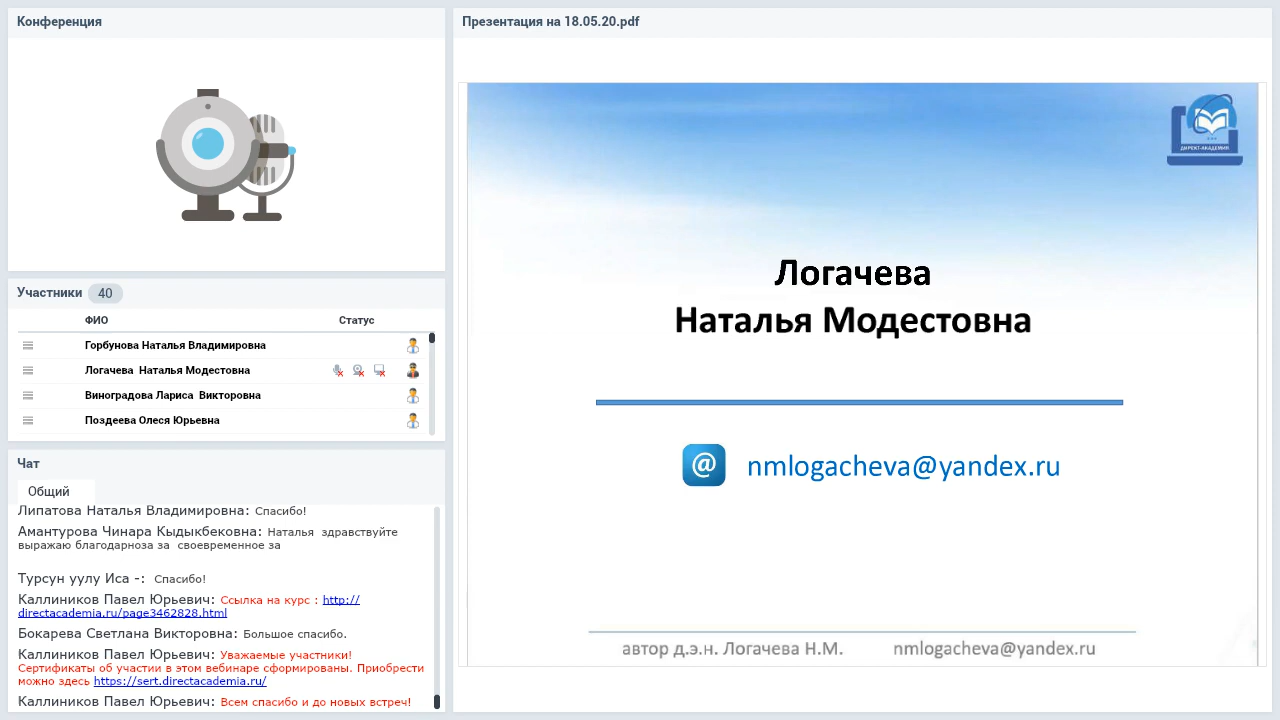 Конференция
Участники 40
ФИО Статус
Горбунова Наталья Владимировна
Логачева Наталья Модестовна
Виноградова Лариса Викторовна
Поздеева Олеся Юрьевна
Чат
Общий
Липатова Наталья Владимировна: Спасибо!
Амантурова Чинара Кыдыкбековна: Наталья здравствуйте
выражаю благодарноза за своевременное за
Турсун уулу Иса -: Спасибо!
Каллиников Павел Юрьевич: Ссылка на курс : http://
directacademia.ru/page3462828.html
Бокарева Светлана Викторовна: Большое спасибо.
Каллиников Павел Юрьевич: Уважаемые участники!
Сертификаты об участии в этом вебинаре сформированы. Приобрести
можно здесь https://sert.directacademia.ru/
Каллиников Павел Юрьевич: Всем спасибо и до новых встреч!
Презентация на 18.05.20.pdf
ДИРЕКТ-АКАДЕМИЯ
Логачева
Наталья Модестовна
@ nmlogacheva@yandex.ru
автор д.э.н. Логачева Н.М. nmlogacheva@yandex.ru